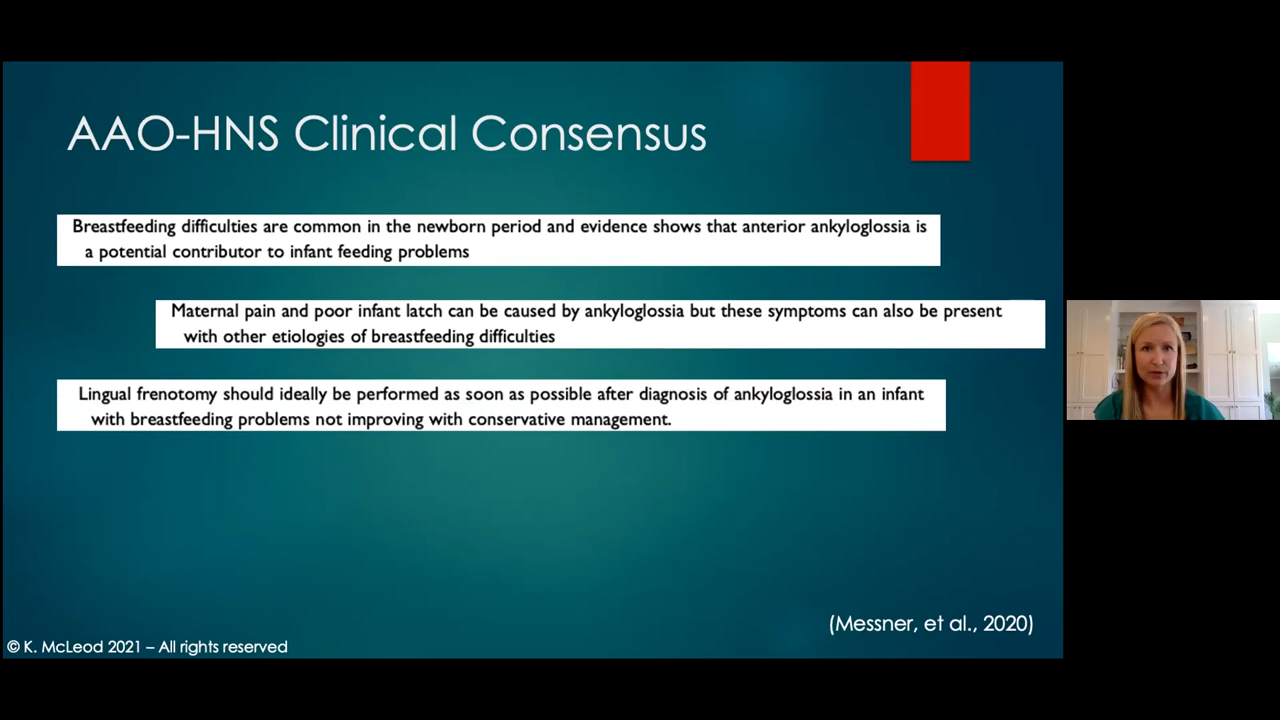 AAO-HNS Clinical Consensus
Breastfeeding difficulties are common in the newborn period and evidence shows that anterior ankyloglossia is
a potential contributor to infant feeding problems
Maternal pain and poor infant latch can be caused by ankyloglossia but these symptoms can also be present
with other etiologies of breastfeeding difficulties
Lingual frenotomy should ideally be performed as soon as possible after diagnosis of ankyloglossia in an infant
with breastfeeding problems not improving with conservative management.
(Messner, et al., 2020)
© K. McLeod 2021 – All rights reserved